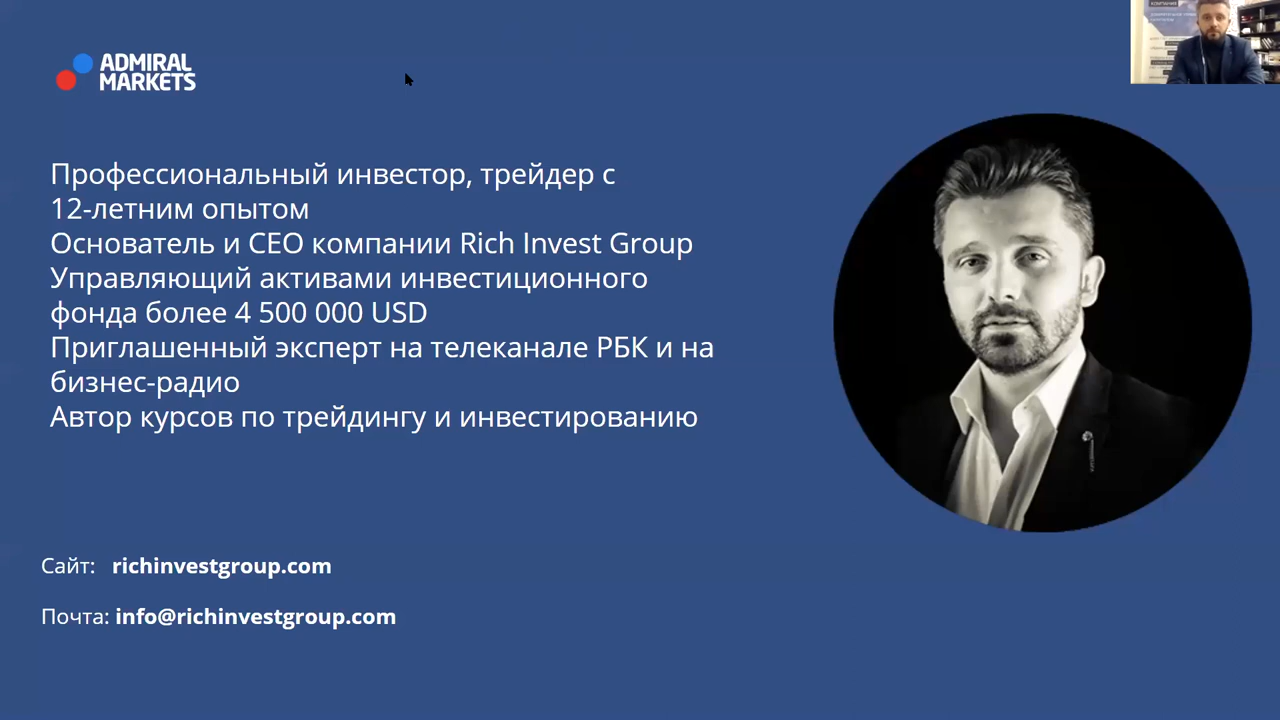 ADMIRAL
MARKETS
Профессиональный инвестор, трейдер с
12-летним опытом
Основатель и CEO компании Rich Invest Group
Управляющий активами инвестиционного
фонда более 4 500 000 USD
Приглашенный эксперт на телеканале РБК и на
бизнес-радио
Автор курсов по трейдингу и инвестированию
Сайт: richinvestgroup.com
Почта: info@richinvestgroup.com